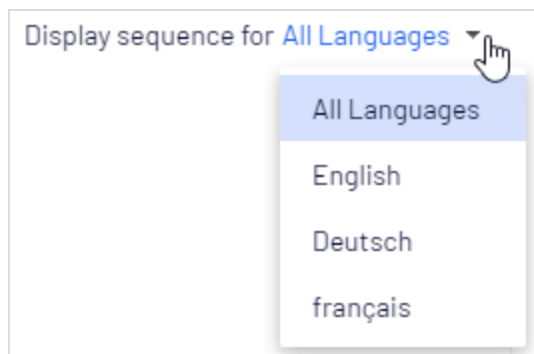 Display sequence for All Languages
All Languages
English
Deutsch
français